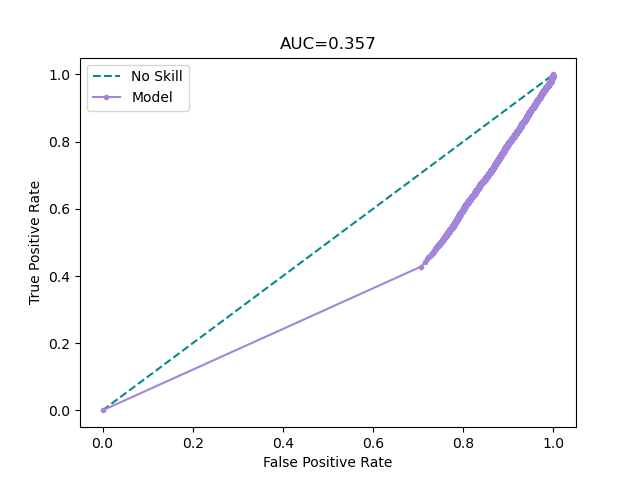 AUC=0.357
No Skill
Model
True Positive Rate
1.0
0.8
0.6
0.4
0.2
0.0
0.0 0.2 0.4 0.6 0.8 1.0
False Positive Rate